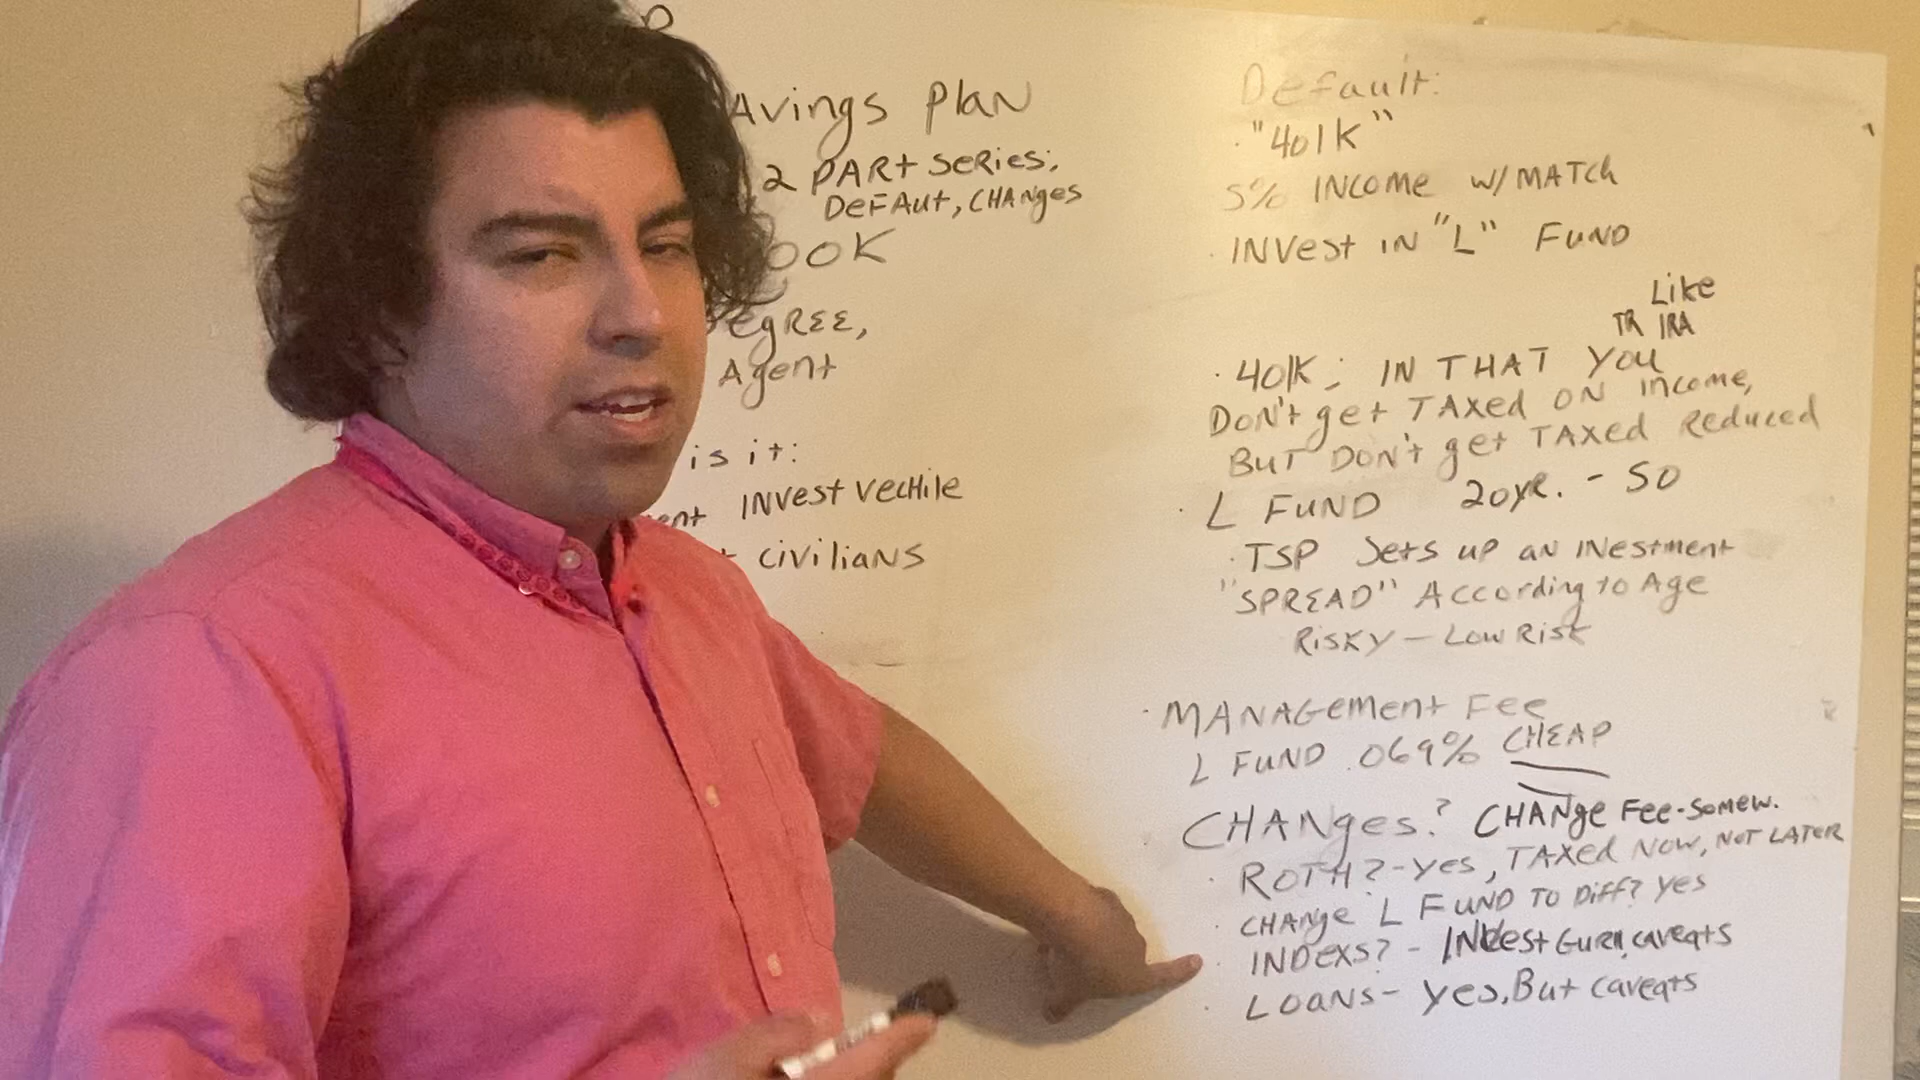 P
Avings PlAN
2 PARt SERIES:
DeFAut, CHANges
OOK
EgREE,
Agent
is it:
ent INVEST VECHile
t civiliANS
Default:
· "401K"
5% INCOME W/MATCH
· INVest IN "L" FUND
Like
TR IRA
· 401K: IN THAT YOU
DON'T get TAXed ON income,
BUT DON'T get TAXed Reduced
· L FUND 20YR. - 50
· TSP Sets up AN INEStment
"SPREAD" According to Age
RiSKY - Low RiSK
· MANAGement Fee
L FUND .069% CHEAP
· CHANges? CHANge Fee-Somew.
· ROTH? - yes, TAXed NOW, NOT LATER
· CHANge L FUND TO DiFF? yes
· INDEXS? - INVest caveats
· LOANS - yes, But caveats